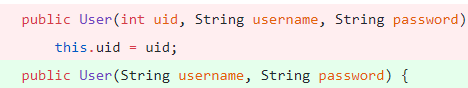 public User(int uid, String username, String password)
this.uid = uid;
public User(String username, String password) {